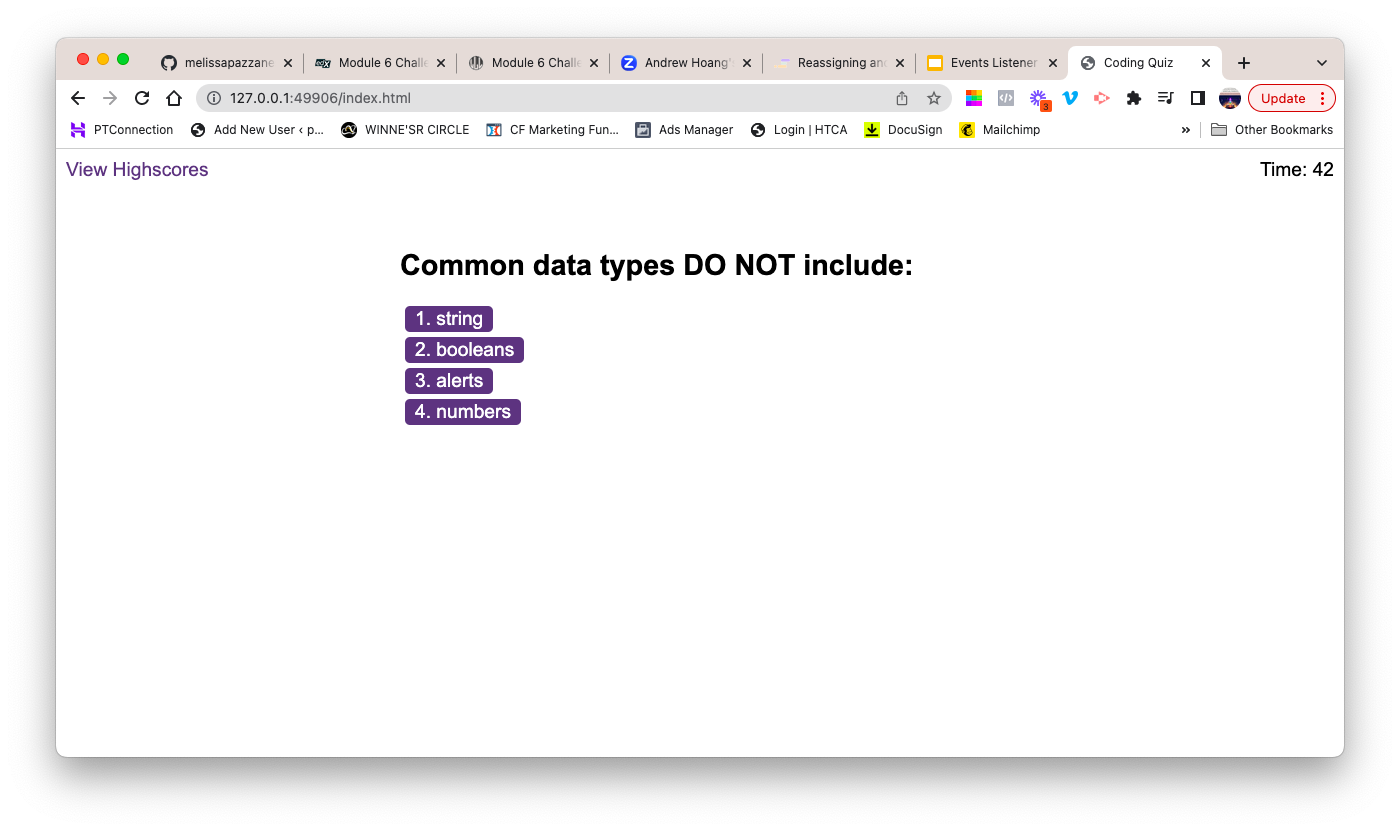 melissapazzane
Module 6 Challe
Module 6 Challe
Andrew Hoang's
Reassigning and
Events Listener
Coding Quiz
127.0.0.1:49906/index.html
3
Update
PTConnection
Add New User ‹ p...
WINNE'SR CIRCLE
CF Marketing Fun...
Ads Manager
Login | HTCA
DocuSign
Mailchimp
»
Other Bookmarks
View Highscores
Time: 42
Common data types DO NOT include:
1. string
2. booleans
3. alerts
4. numbers